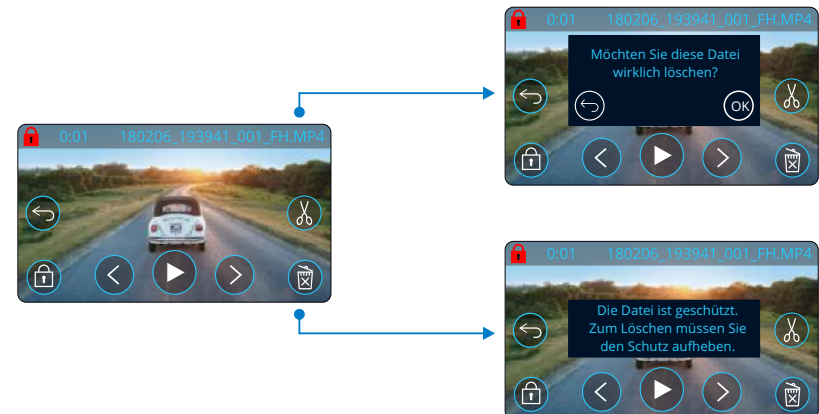 0:01 180206_193941_001_FH.MP4
Möchten Sie diese Datei
wirklich löschen?
OK
0:01 180206_193941_001_FH.MP4
0:01 180206_193941_001_FH.MP4
Die Datei ist geschützt.
Zum Löschen müssen Sie
den Schutz aufheben.